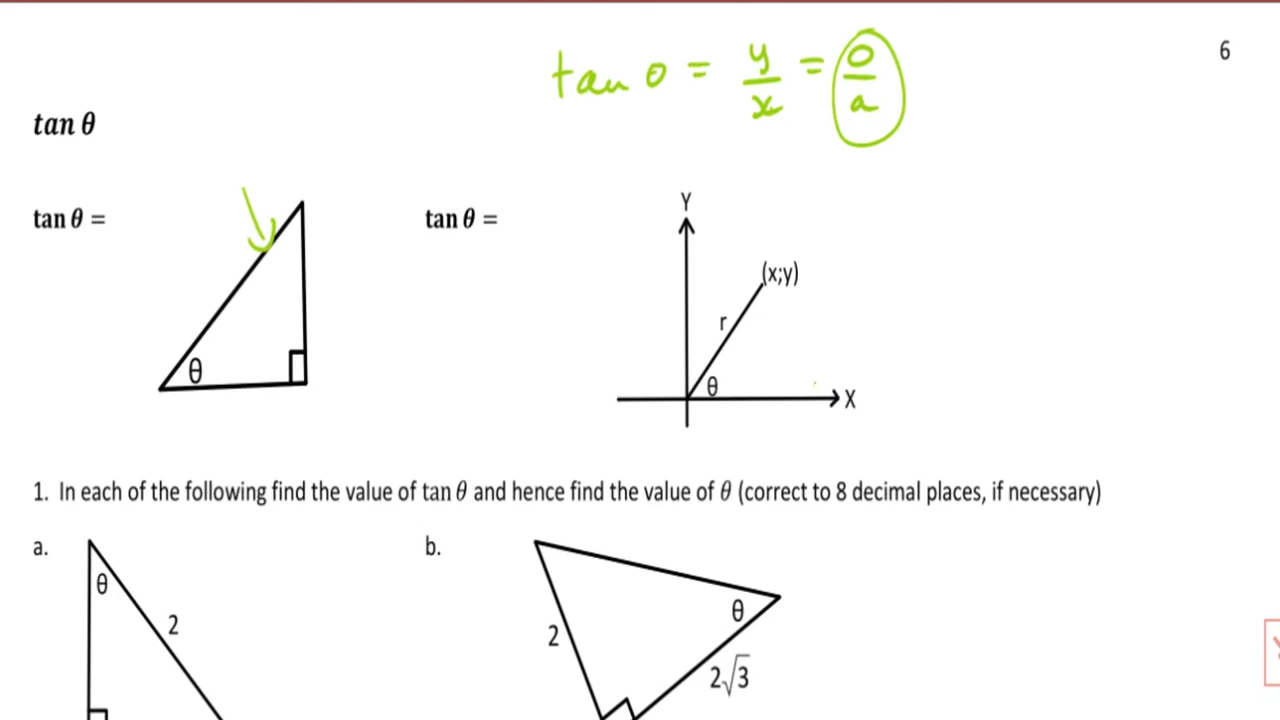 tan θ = y/x = o/a
6
tan θ
tan θ =
tan θ =
Y
(x;y)
r
θ
θ
X
1. In each of the following find the value of tan θ and hence find the value of θ (correct to 8 decimal places, if necessary)
a.
b.
θ
θ
2
2
2√3